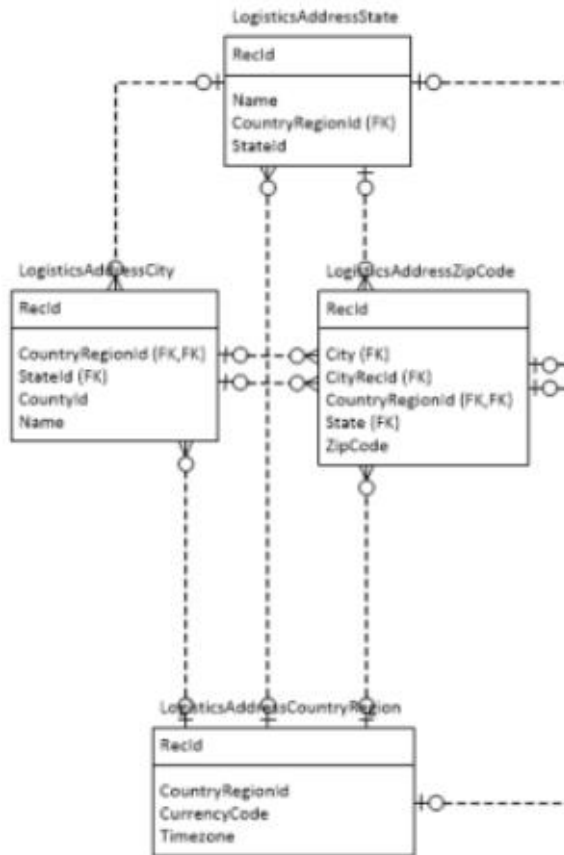 LogisticsAddressState
RecId
Name
CountryRegionId (FK)
StateId
LogisticsAddressCity
RecId
CountryRegionId (FK,FK)
StateId (FK)
CountyId
Name
LogisticsAddressZipCode
RecId
City (FK)
CityRecId (FK)
CountryRegionId (FK,FK)
State (FK)
ZipCode
LogisticsAddressCountryRegion
RecId
CountryRegionId
CurrencyCode
Timezone